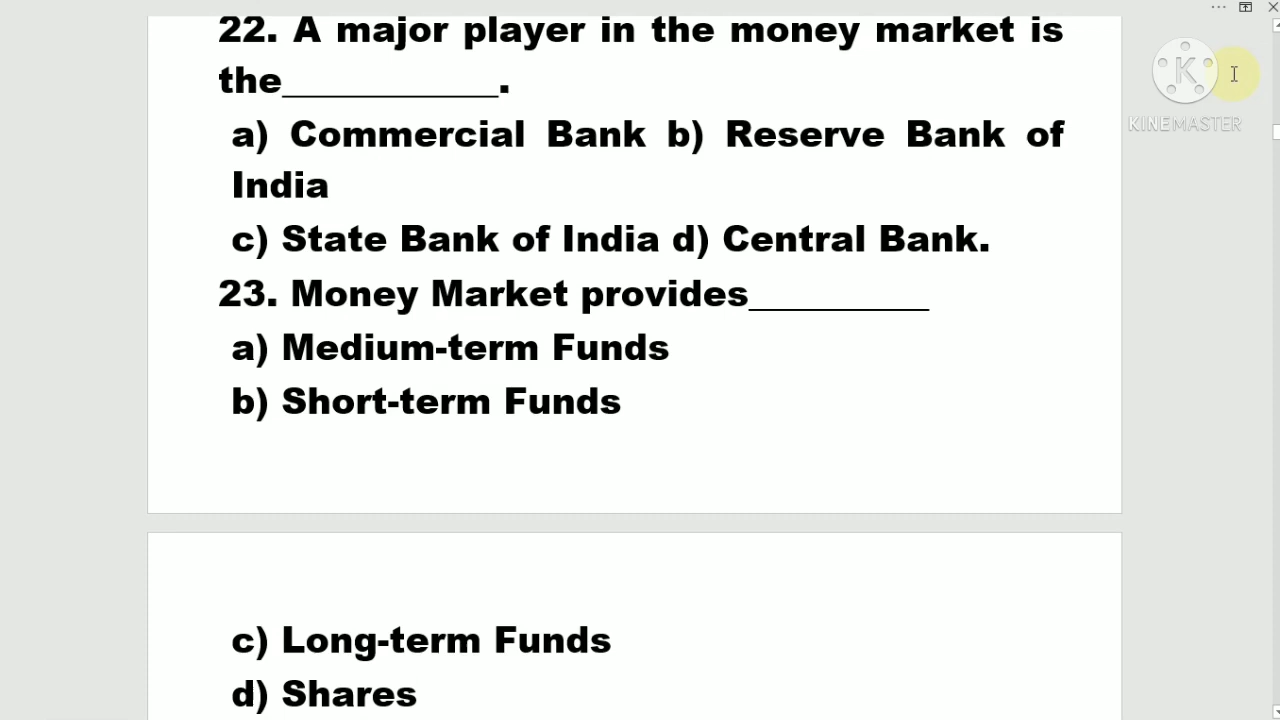 22. A major player in the money market is
the____________.
a) Commercial Bank b) Reserve Bank of
India
c) State Bank of India d) Central Bank.
23. Money Market provides__________
a) Medium-term Funds
b) Short-term Funds
c) Long-term Funds
d) Shares
K
KINEMASTER